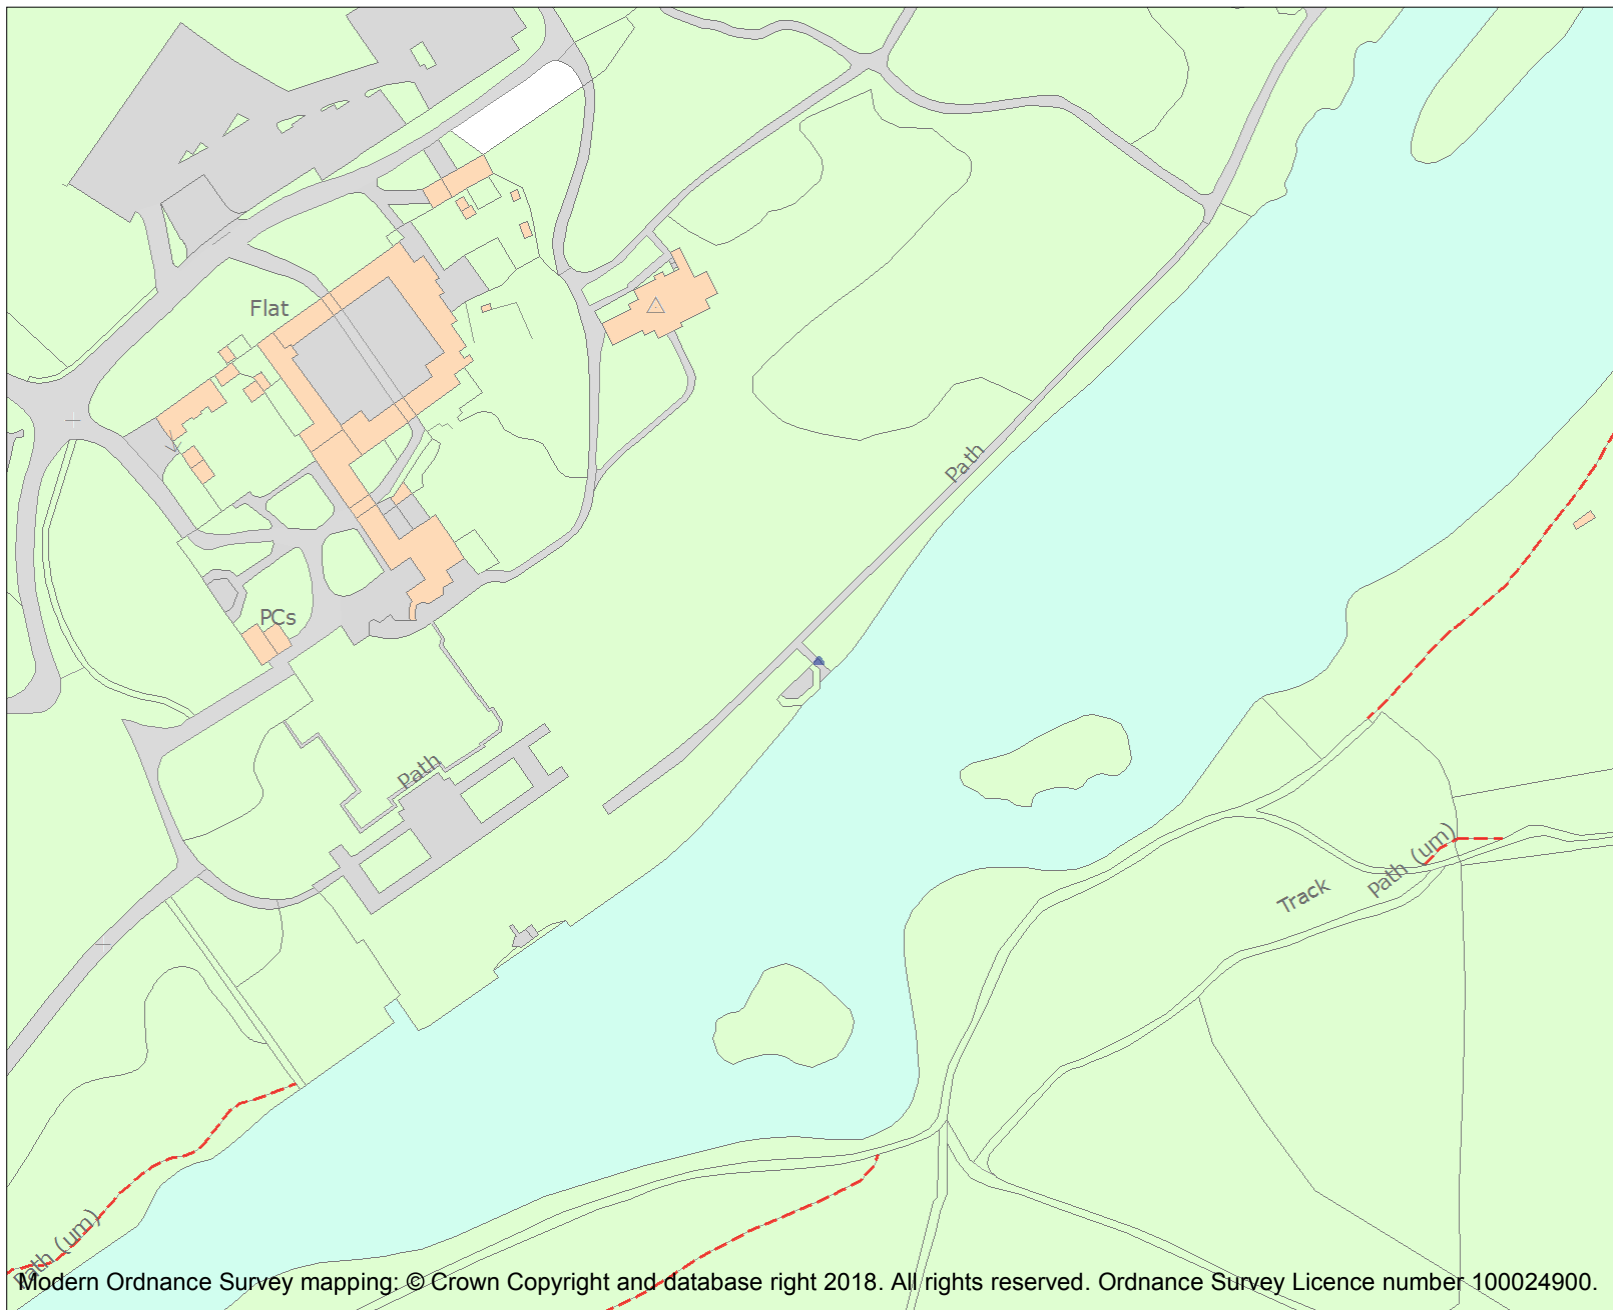 Flat
Path
PCs
Path
Path (um)
Track
Path (um)
Modern Ordnance Survey mapping: © Crown Copyright and database right 2018. All rights reserved. Ordnance Survey Licence number 100024900.